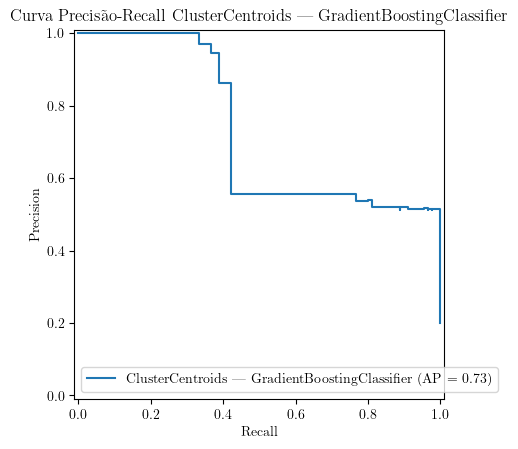 Curva Precisão-Recall ClusterCentroids — GradientBoostingClassifier
1.0
0.8
0.6
0.4
0.2
0.0
Precision
ClusterCentroids — GradientBoostingClassifier (AP = 0.73)
0.0 0.2 0.4 0.6 0.8 1.0
Recall